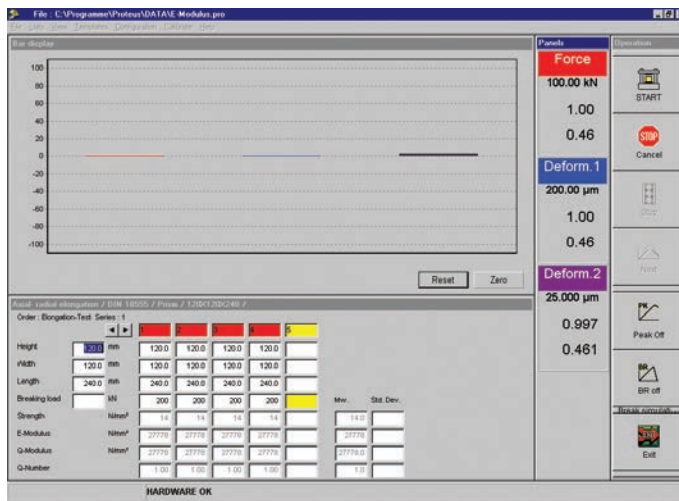 File : C:\Programme\Proteus\DATA\E-Modulus.pro
File Lists View Templates Configuration Calibrate Help
Bar display
100
80
60
40
20
0
-20
-40
-60
-80
-100
Reset Zero
Panels
Force
100.00 kN
1.00
0.46
Deform.1
200.00 µm
1.00
0.46
Deform.2
25.000 µm
0.997
0.461
Operation
START
STOP
Cancel
Stop
Next
PK
Peak Off
BR
BR off
END
Exit
Axial-radial elongation / DIN 18555 / Prism / 120X120X240 /
Order : Elongation-Test Series : 1
1 2 3 4 5
Height 120.0 mm 120.0 120.0 120.0 120.0
Width 120.0 mm 120.0 120.0 120.0 120.0
Length 240.0 mm 240.0 240.0 240.0 240.0
Breaking load kN 200 200 200 200 Mw. Std. Dev.
Strength N/mm² 14 14 14 14 14.0
E-Modulus N/mm² 27778 27778 27778 27778 27778
Q-Modulus N/mm² 27778 27778 27778 27778 27778.0
Q-Number 1.00 1.00 1.00 1.00 1.0
HARDWARE OK